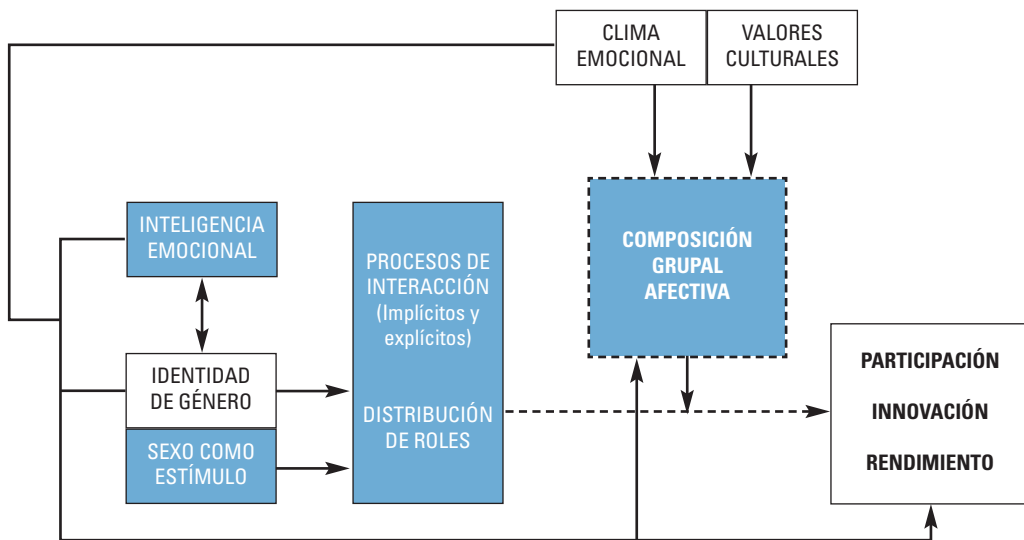 CLIMA
EMOCIONAL
VALORES
CULTURALES
INTELIGENCIA
EMOCIONAL
PROCESOS DE
INTERACCIÓN
(Implícitos y
explícitos)
DISTRIBUCIÓN
DE ROLES
COMPOSICIÓN
GRUPAL
AFECTIVA
IDENTIDAD
DE GÉNERO
SEXO COMO
ESTÍMULO
PARTICIPACIÓN
INNOVACIÓN
RENDIMIENTO